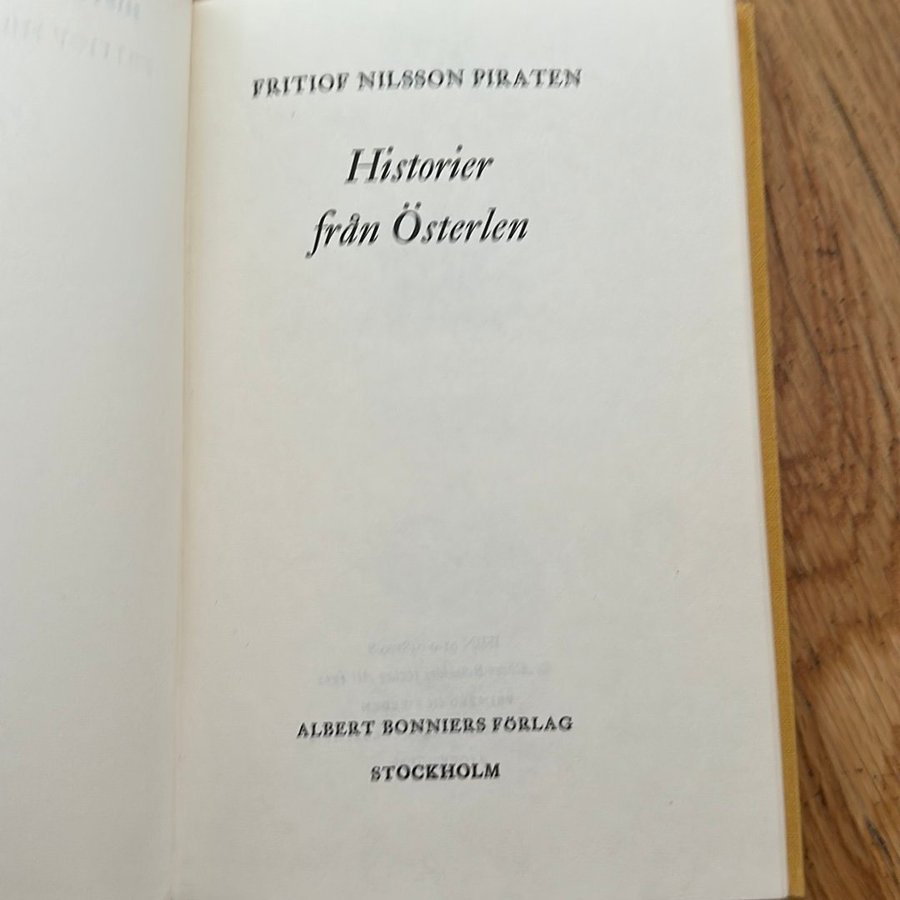 FRITIOF NILSSON PIRATEN
Historier
från Österlen
ALBERT BONNIERS FÖRLAG
STOCKHOLM